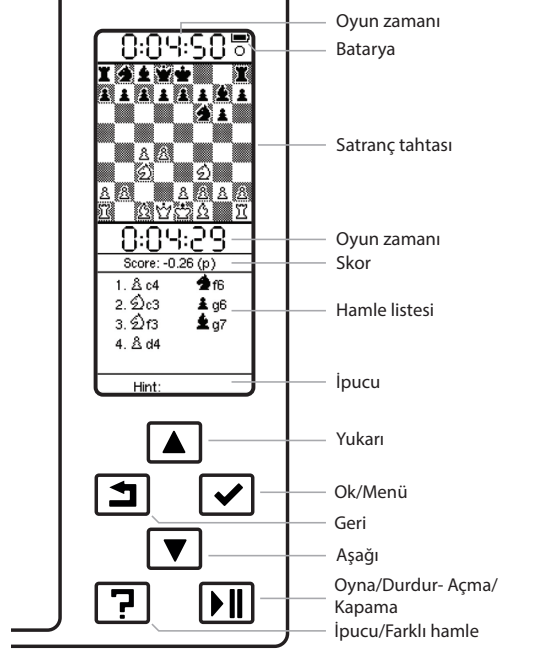 0:04:50
Oyun zamanı
Batarya
Satranç tahtası
0:04:29
Oyun zamanı
Score: -0.26 (p)
Skor
1. c4 f6
2. c3 g6
3. f3 g7
4. d4
Hamle listesi
Hint:
İpucu
Yukarı
Ok/Menü
Geri
Aşağı
?
Oyna/Durdur- Açma/
Kapama
İpucu/Farklı hamle